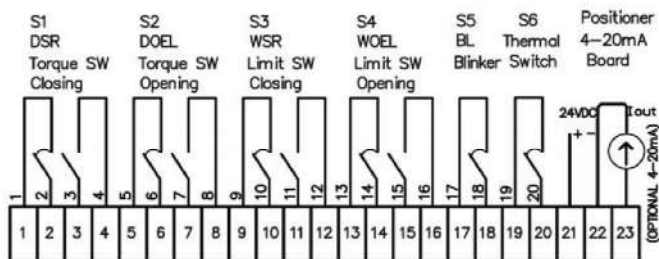 S1
DSR
Torque SW
Closing
S2
DOEL
Torque SW
Opening
S3
WSR
Limit SW
Closing
S4
WOEL
Limit SW
Opening
S5
BL
Blinker
S6
Thermal
Switch
Positioner
4-20mA
Board
24VDC
+ -
Iout
(OPTIONAL 4-20mA)
1 2 3 4 5 6 7 8 9 10 11 12 13 14 15 16 17 18 19 20
1 2 3 4 5 6 7 8 9 10 11 12 13 14 15 16 17 18 19 20 21 22 23